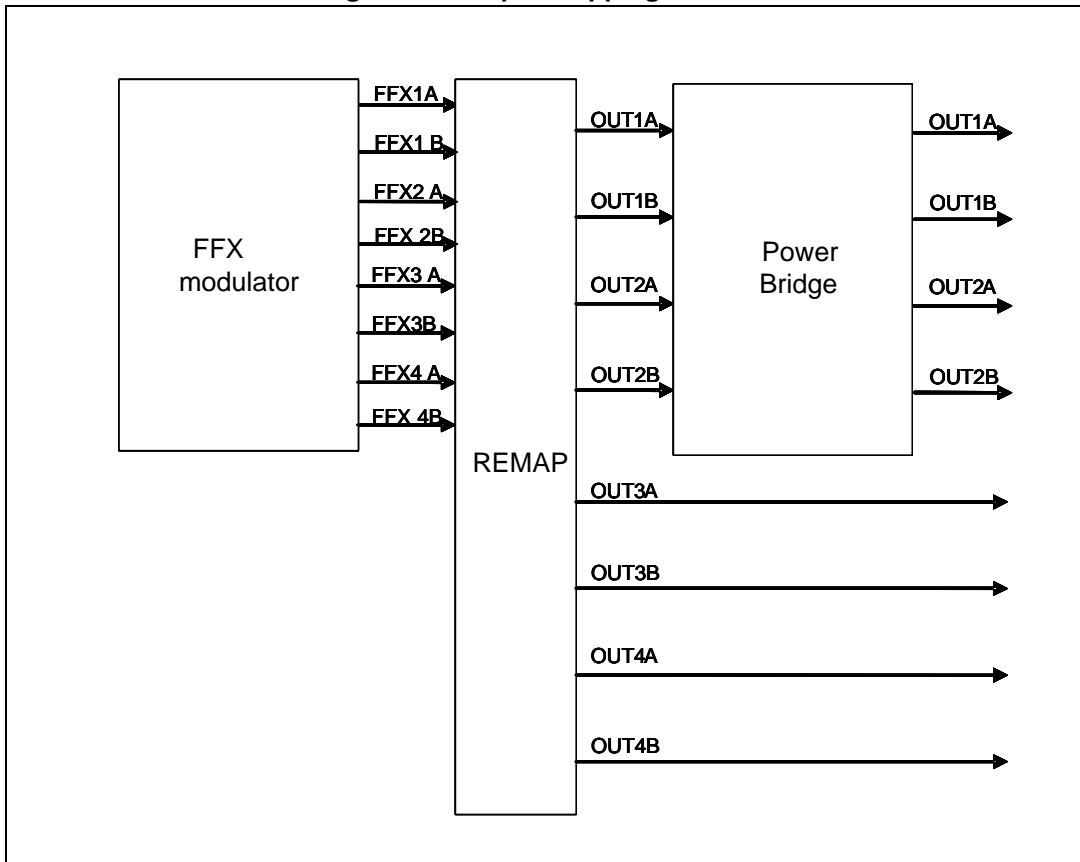 FFX
modulator
FFX1A
FFX1 B
FFX2 A
FFX 2B
FFX3 A
FFX3B
FFX4 A
FFX 4B
REMAP
OUT1A
OUT1B
OUT2A
OUT2B
OUT3A
OUT3B
OUT4A
OUT4B
Power
Bridge
OUT1A
OUT1B
OUT2A
OUT2B